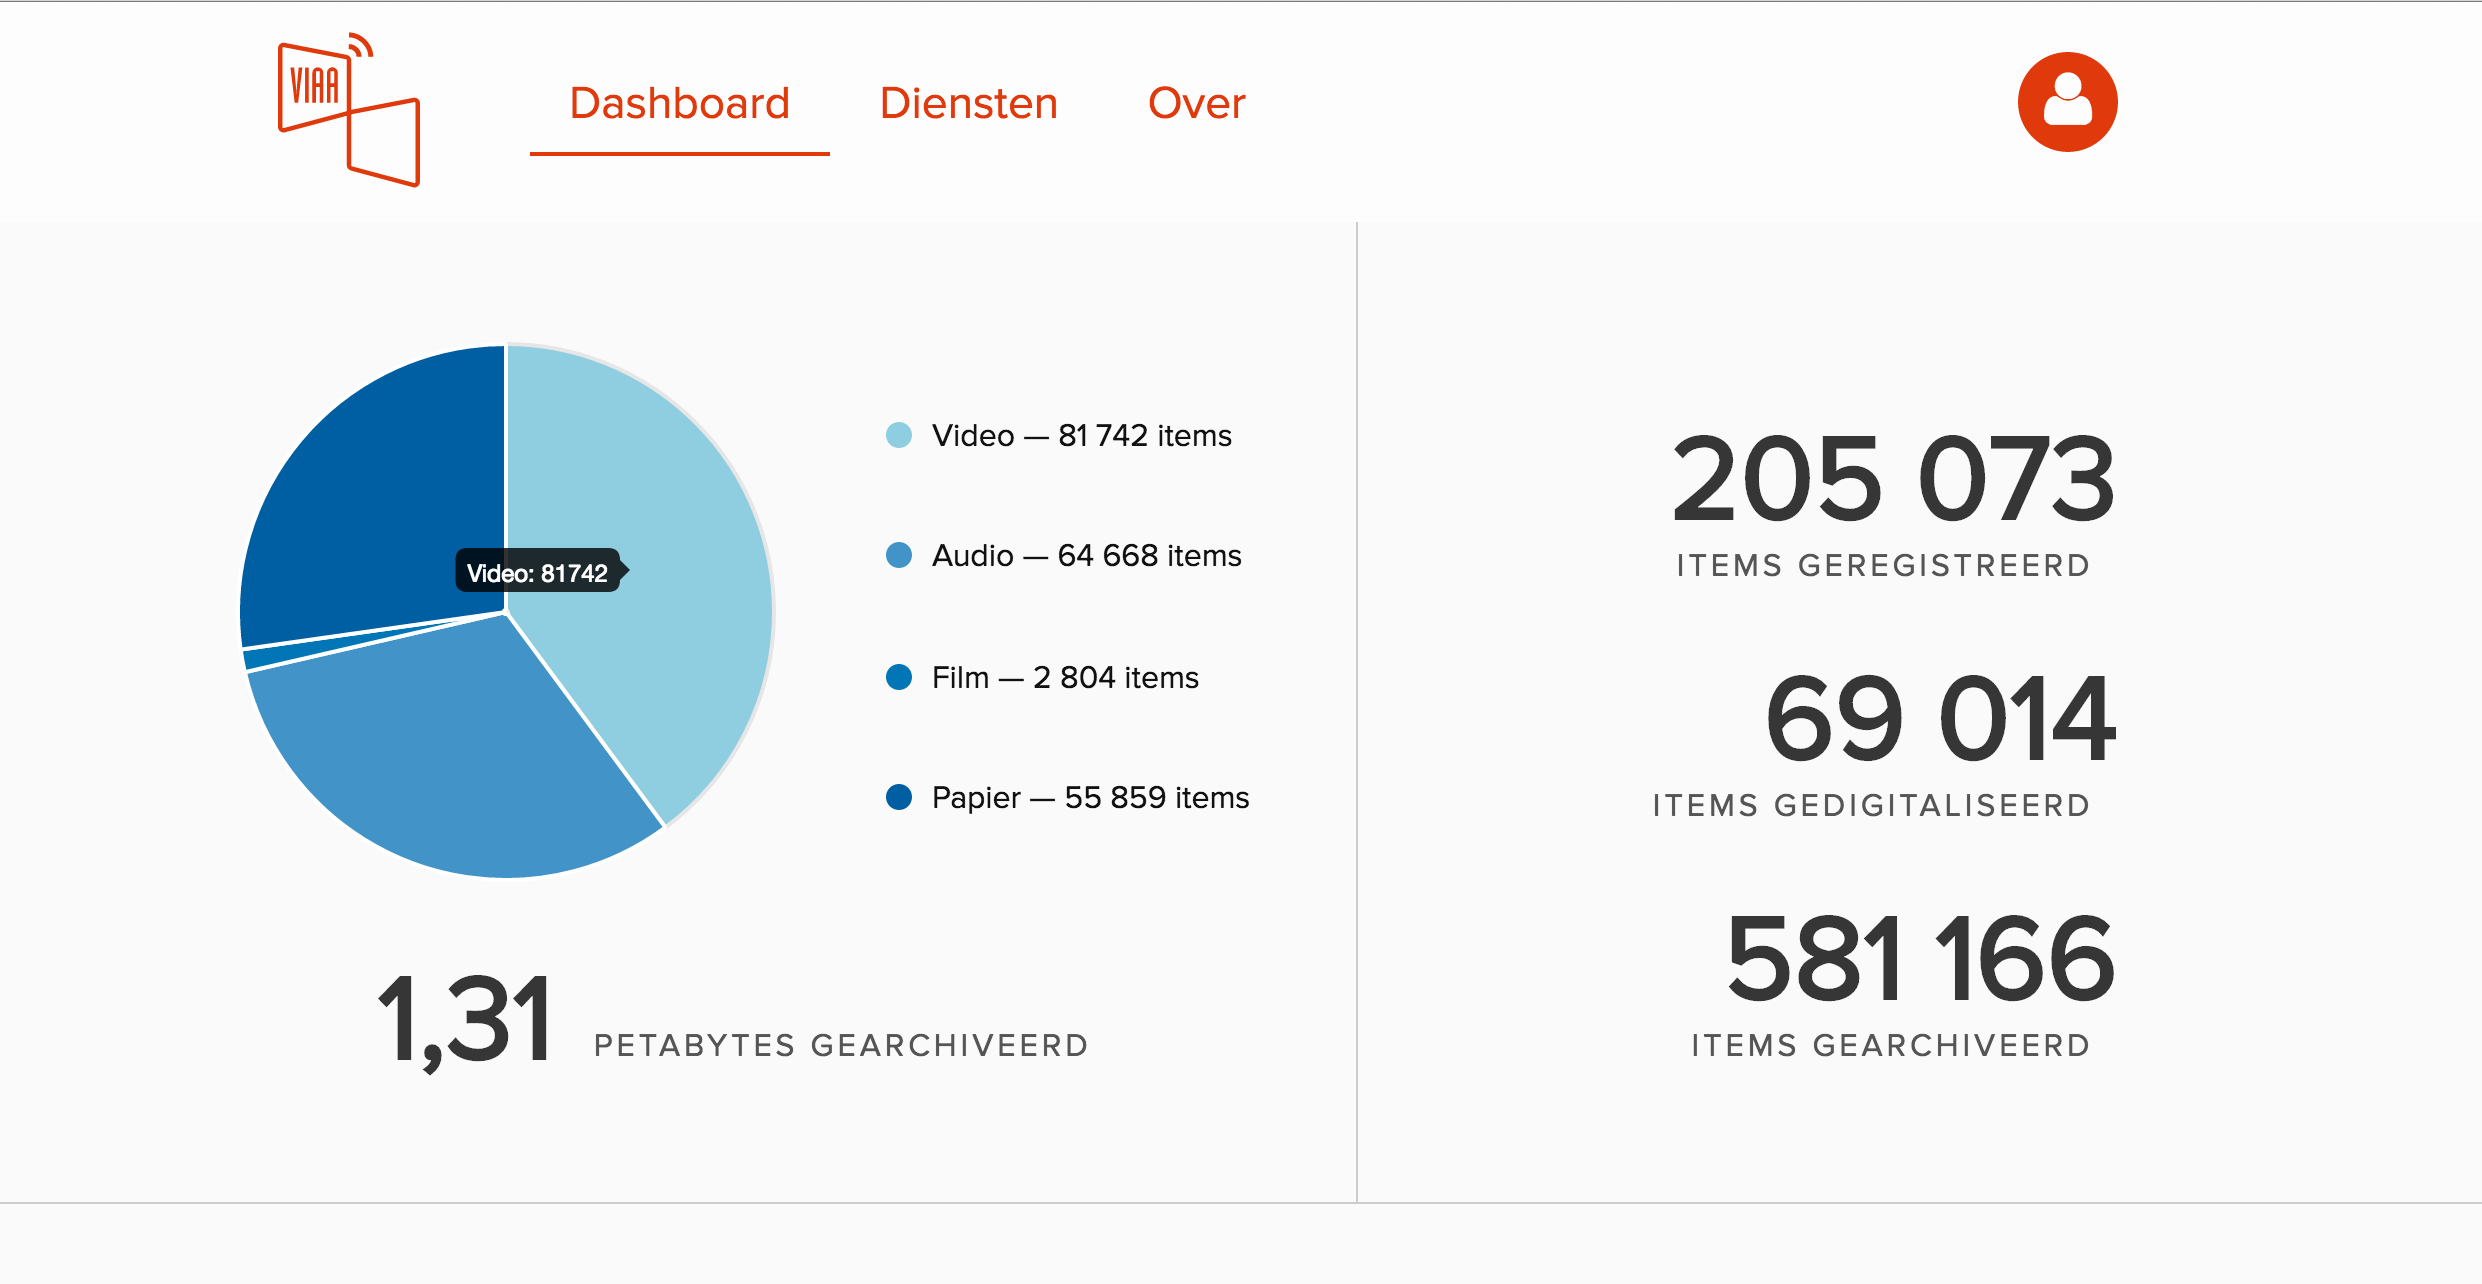 VIAA
Dashboard
Diensten
Over
Video: 81742
Video — 81 742 items
Audio — 64 668 items
Film — 2 804 items
Papier — 55 859 items
1,31 PETABYTES GEARCHIVEERD
205 073
ITEMS GEREGISTREERD
69 014
ITEMS GEDIGITALISEERD
581 166
ITEMS GEARCHIVEERD